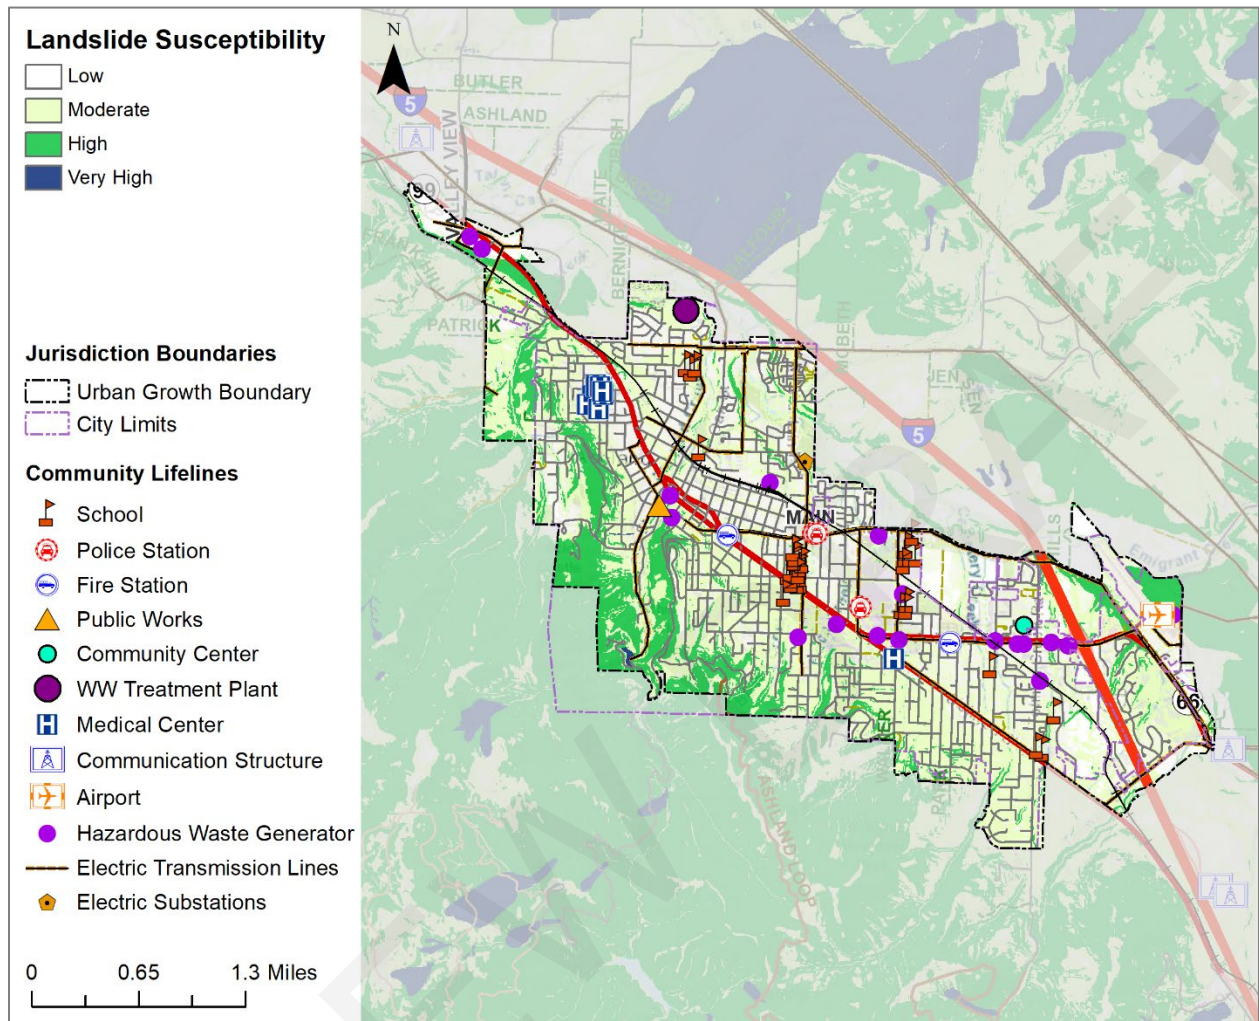 Landslide Susceptibility
Low
Moderate
High
Very High
Jurisdiction Boundaries
Urban Growth Boundary
City Limits
Community Lifelines
School
Police Station
Fire Station
Public Works
Community Center
WW Treatment Plant
Medical Center
Communication Structure
Airport
Hazardous Waste Generator
Electric Transmission Lines
Electric Substations
0 0.65 1.3 Miles
N
BUTLER
5
ASHLAND
VALLEY VIEW
99
PATRICK
MAIN
5
Emigrant
66
ASHLAND LOOP